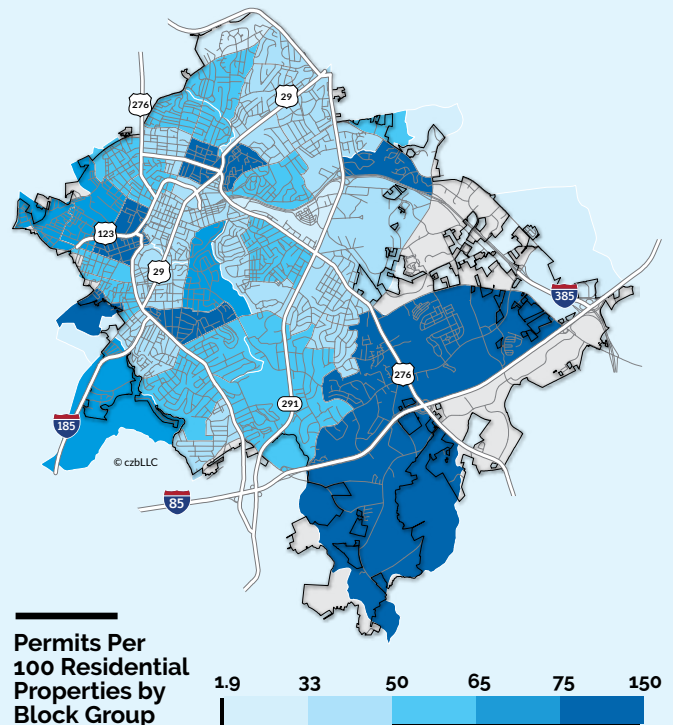 276
29
123
29
385
276
291
185
© czbLLC
85
Permits Per
100 Residential
Properties by
Block Group
1.9 33 50 65 75 150